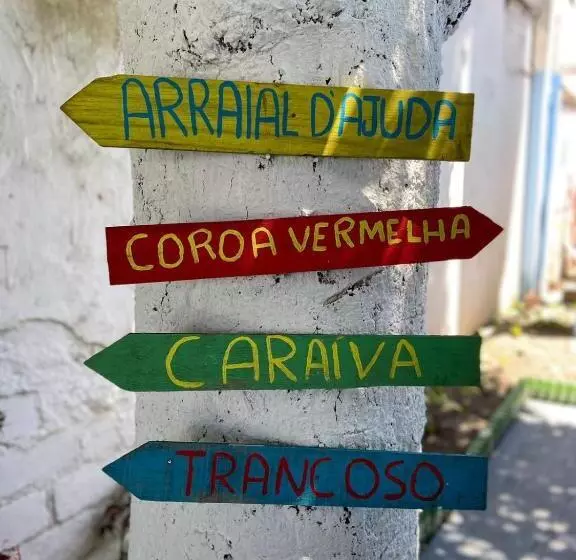 ARRAIAL D'AJUDA
COROA VERMELHA
CARAÍVA
TRANCOSO